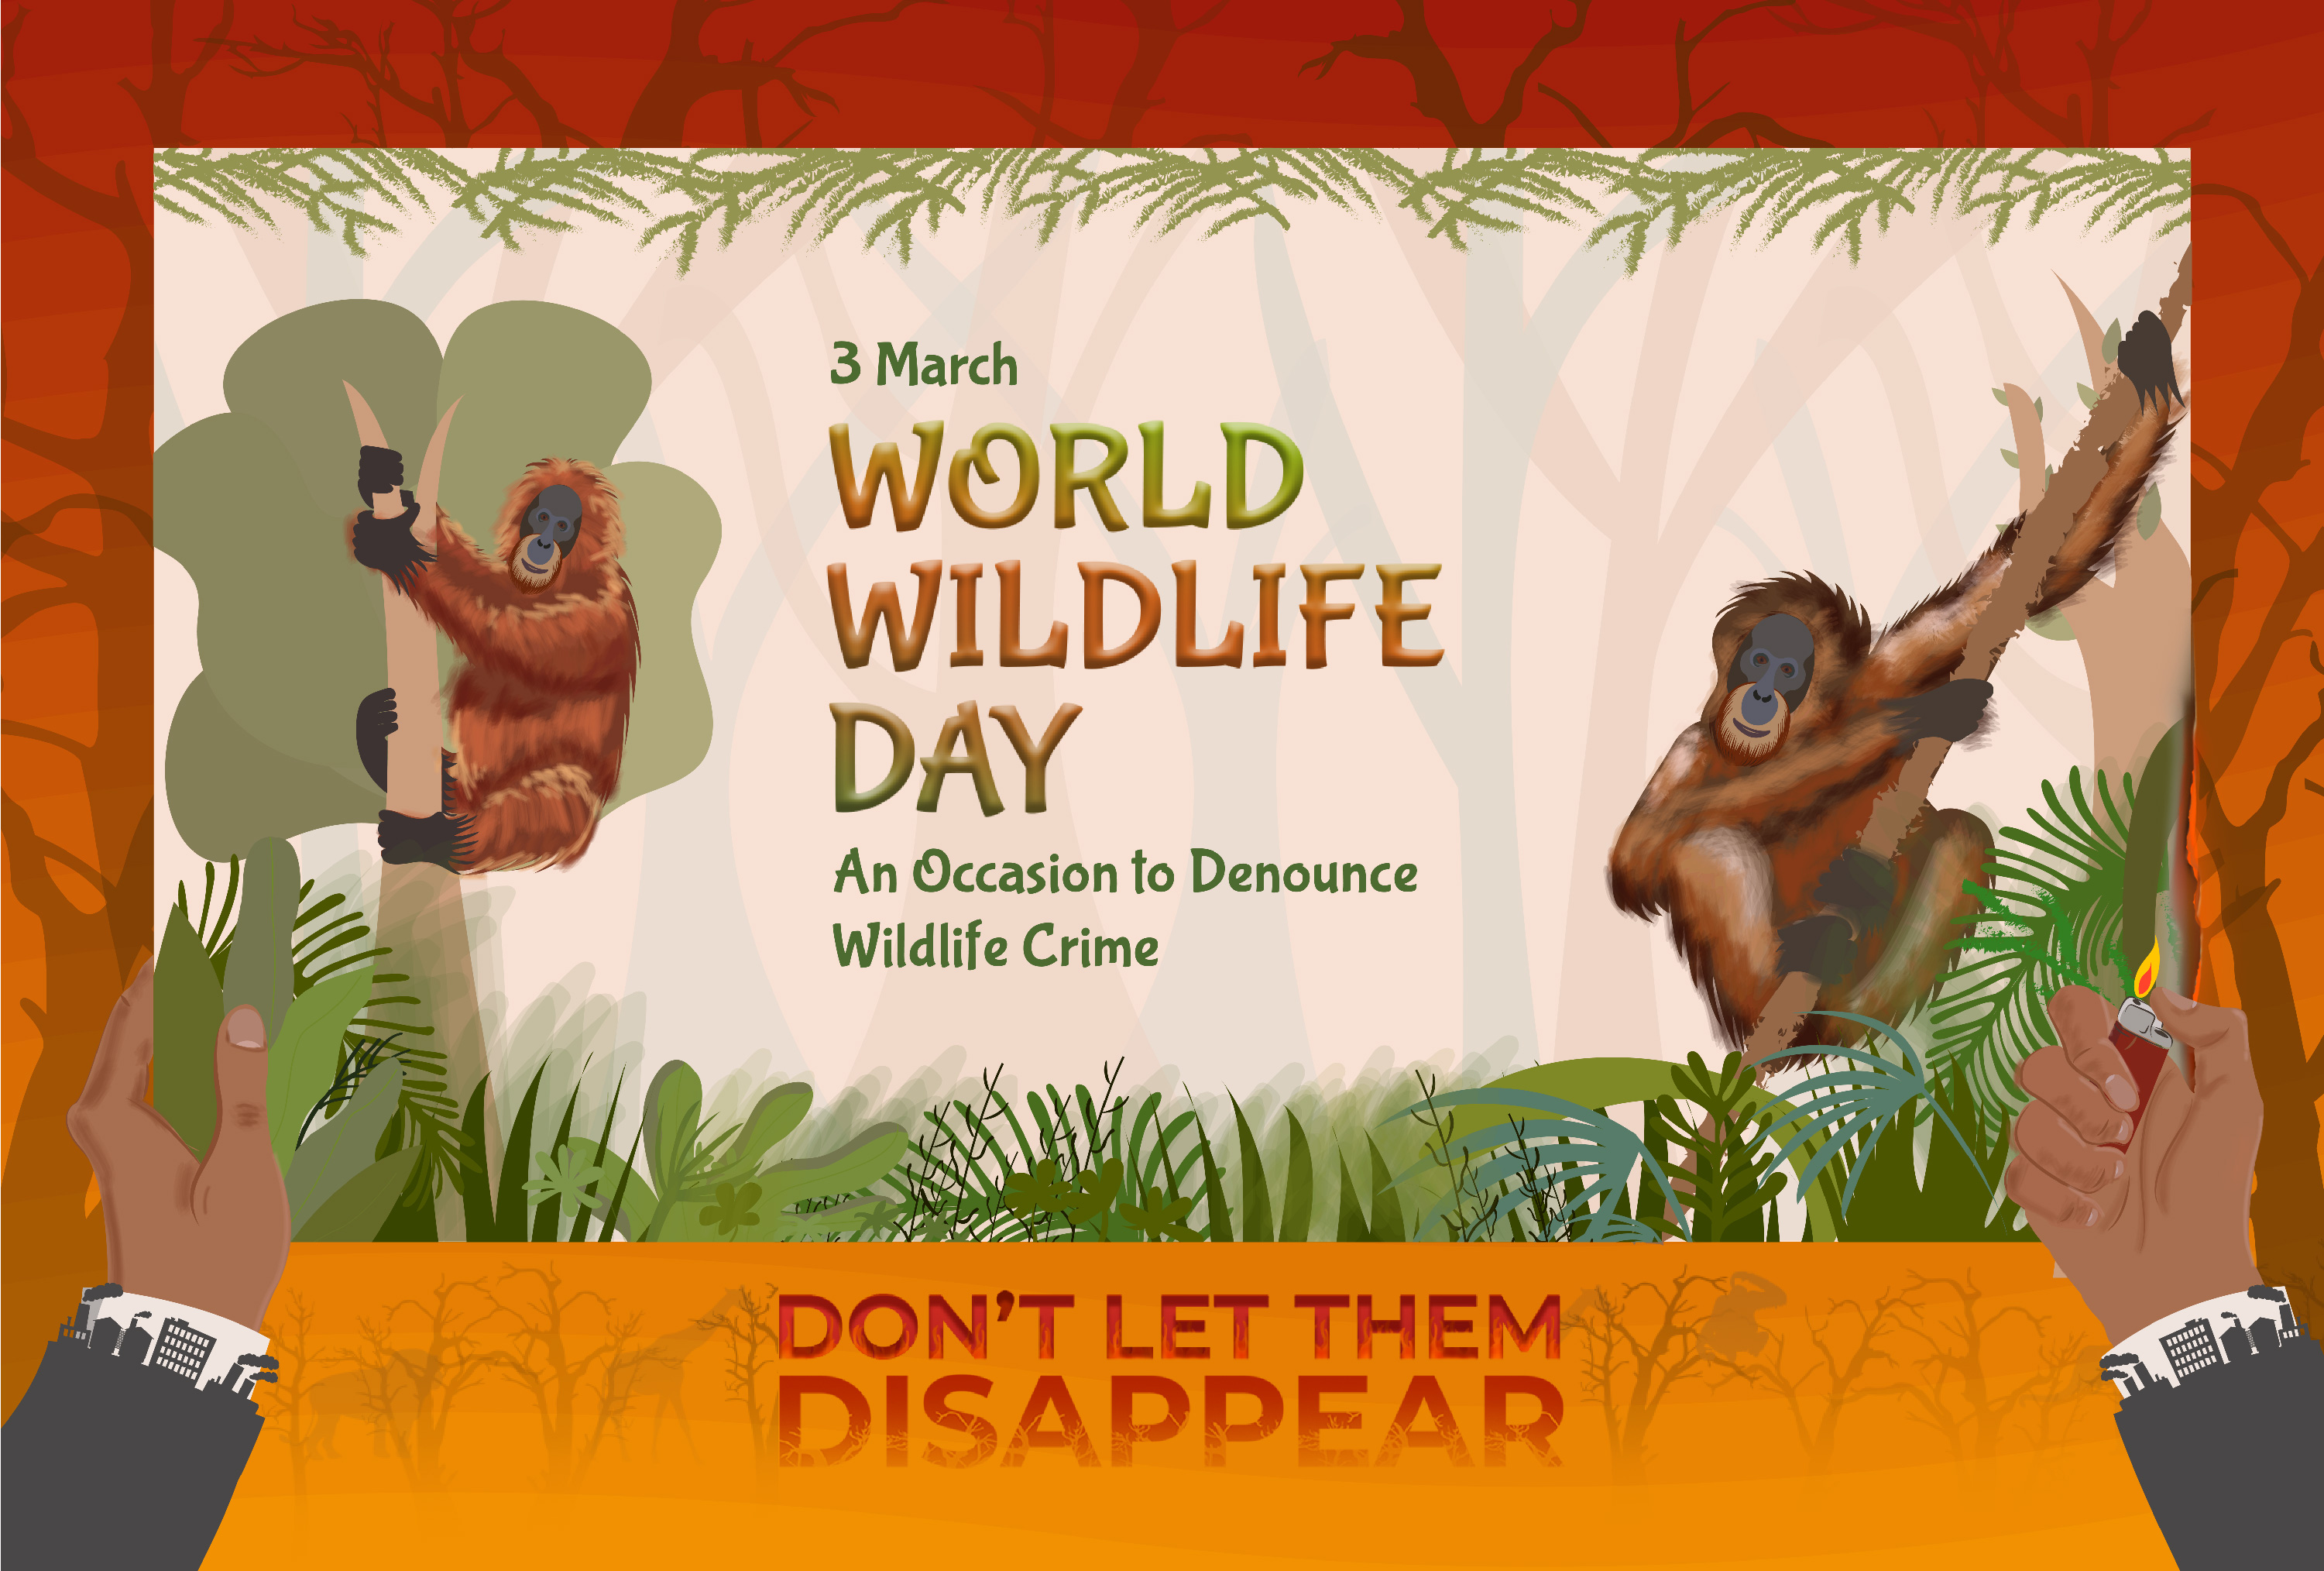 3 March
WORLD
WILDLIFE
DAY
An Occasion to Denounce
Wildlife Crime
DON'T LET THEM
DISAPPEAR